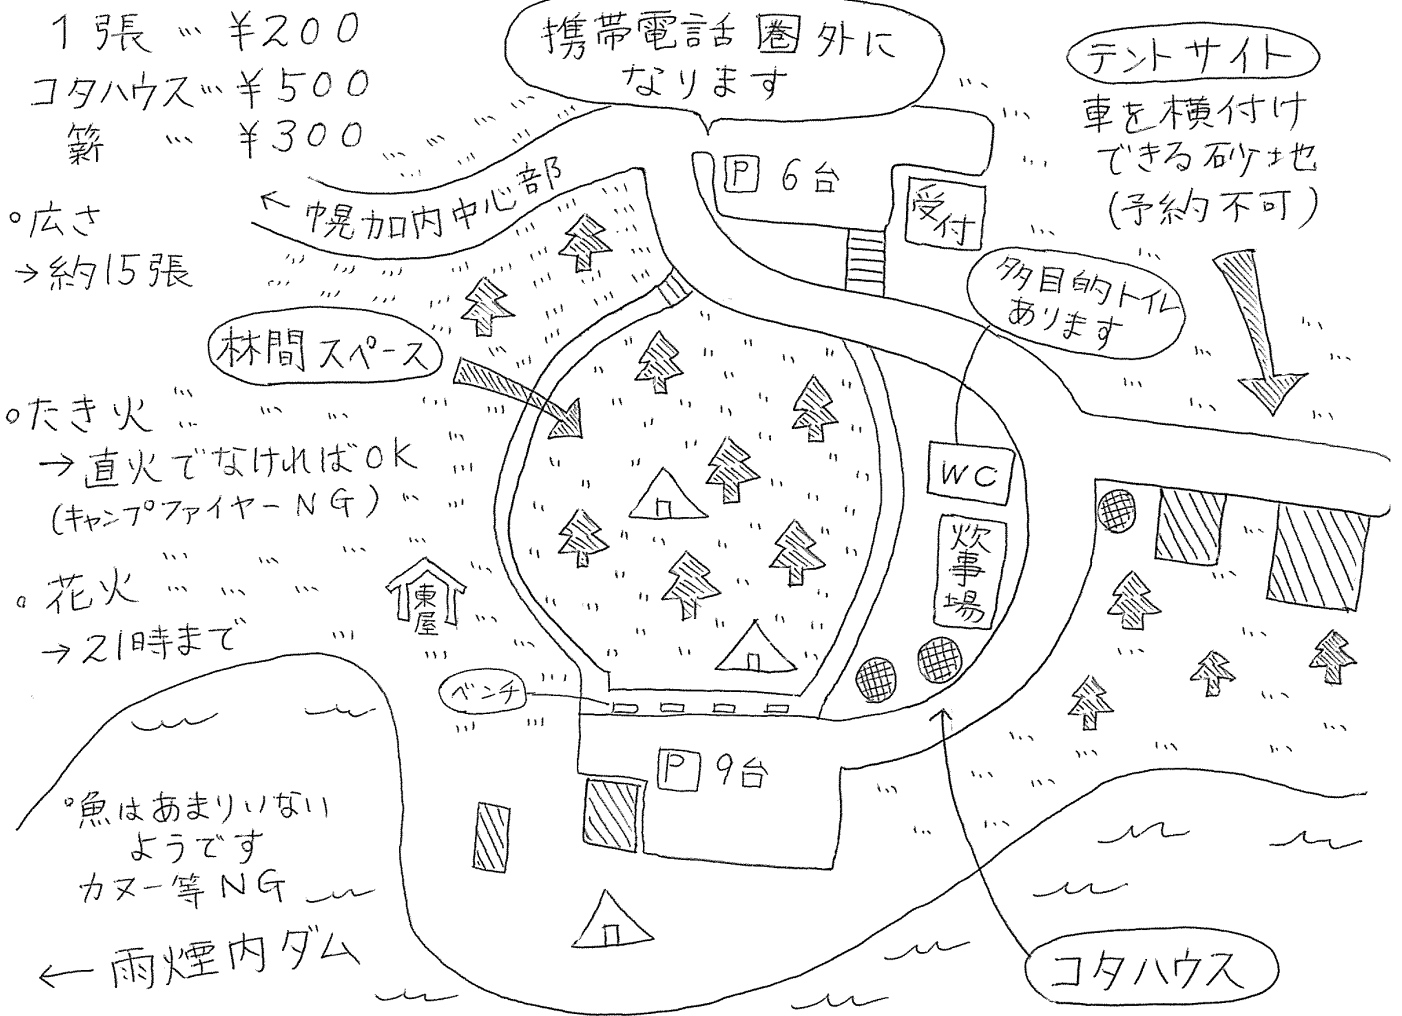 1張 … ¥200
コタハウス… ¥500
薪 … ¥300
携帯電話 圏 外に
なります
テントサイト
車を横付け
できる砂地
(予約不可)
P 6台
受付
← 幌加内中心部
。広さ
→約15張
多目的トイレ
あります
林間スペース
。たき火
→直火でなければOK
(キャンプファイヤーNG)
WC
炊事場
。花火
→21時まで
東屋
ベンチ
P 9台
。魚はあまりいない
ようです
カヌー等NG
← 雨煙内ダム
コタハウス